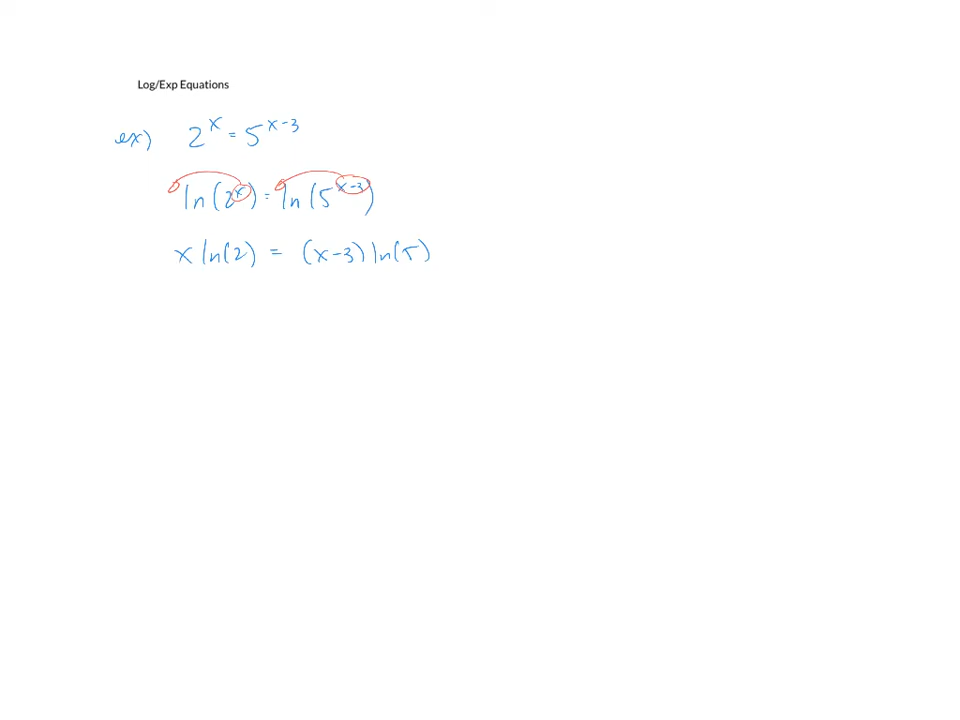 Log/Exp Equations
ex) 2^x = 5^{x-3}
ln(2^x) = ln(5^{x-3})
x ln(2) = (x-3) ln(5)